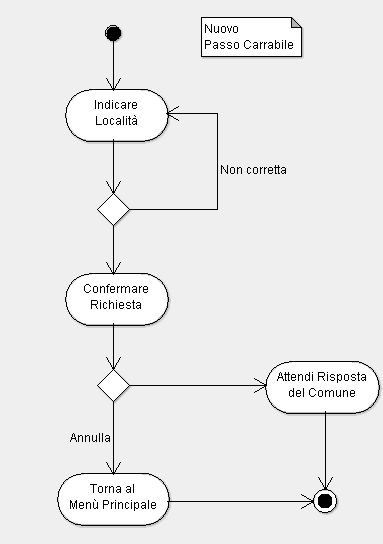 Nuovo
Passo Carrabile
Indicare
Località
Non corretta
Confermare
Richiesta
Attendi Risposta
del Comune
Annulla
Torna al
Menù Principale